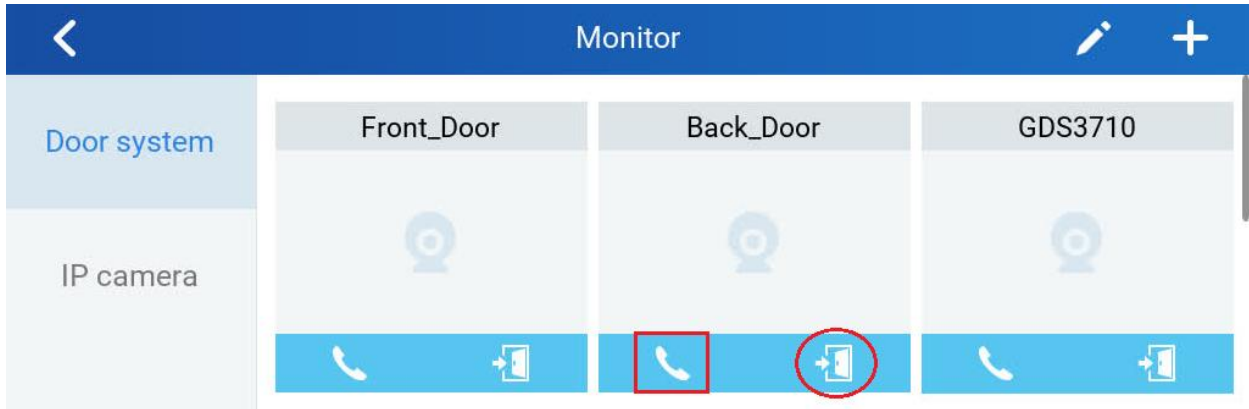 Monitor
Door system
IP camera
Front_Door
Back_Door
GDS3710